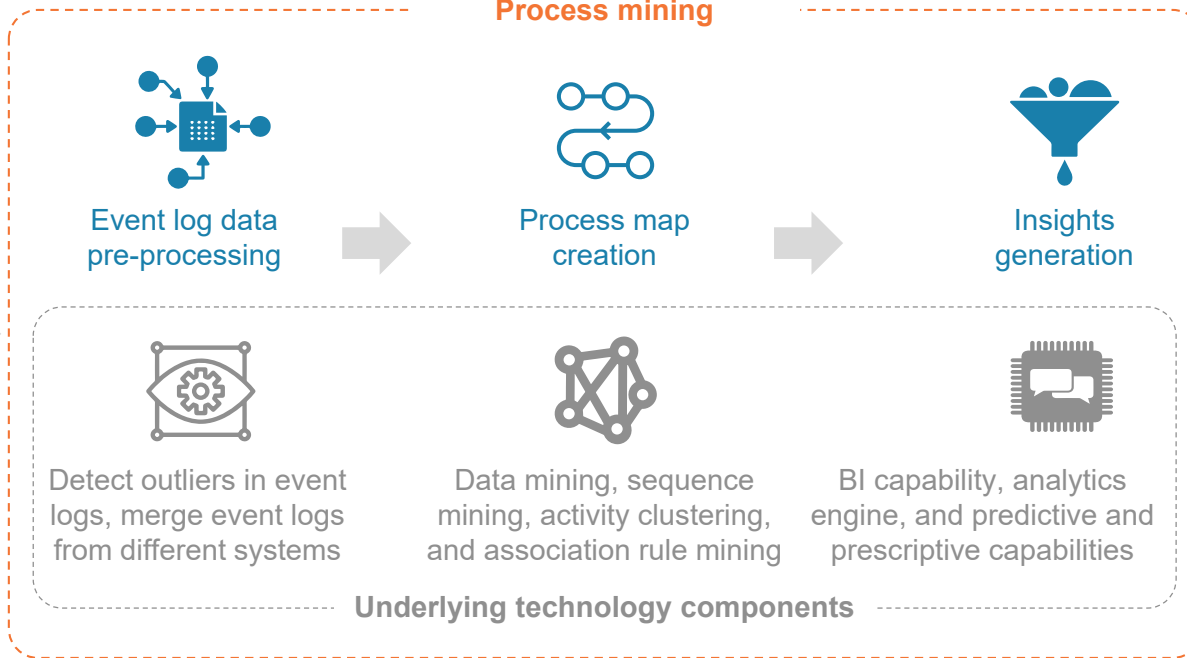 Process mining
Event log data
pre-processing
Process map
creation
Insights
generation
Detect outliers in event
logs, merge event logs
from different systems
Data mining, sequence
mining, activity clustering,
and association rule mining
BI capability, analytics
engine, and predictive and
prescriptive capabilities
Underlying technology components